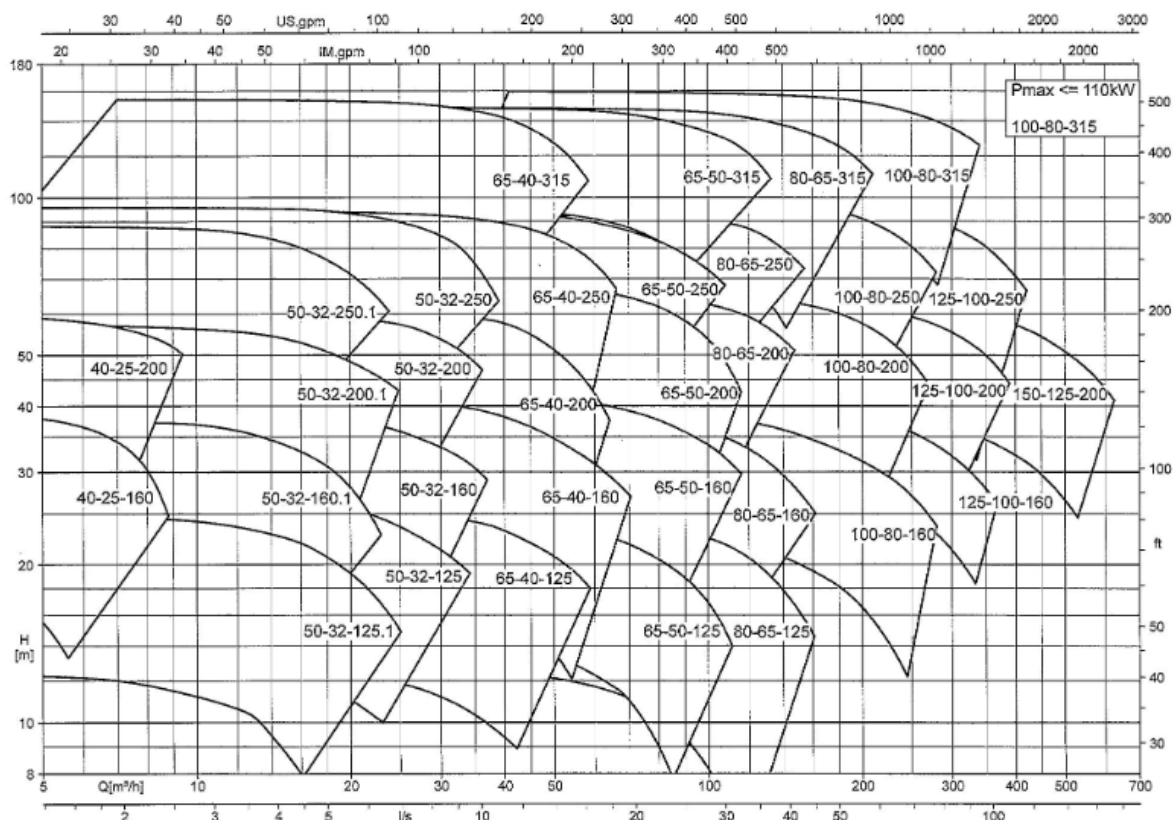 30 40 50 US.gpm 100 200 300 400 500 1000 2000 3000
20 30 40 50 IM.gpm 100 200 300 400 500 1000 2000
180
Pmax <= 110kW
500
100-80-315
400
65-40-315 65-50-315 80-65-315 100-80-315
100
300
80-65-250
50-32-250.1 50-32-250 65-40-250 65-50-250 100-80-250 125-100-250
200
50
40-25-200 50-32-200 80-65-200 100-80-200
50-32-200.1 65-40-200 65-50-200 125-100-200 150-125-200
40
30
100
40-25-160 50-32-160.1 50-32-160 65-40-160 65-50-160 80-65-160 100-80-160 125-100-160
ft
20
50-32-125 65-40-125
50-32-125.1 65-50-125 80-65-125
50
H
[m]
40
10
30
8
5 Q[m³/h] 10 20 30 40 50 100 200 300 400 500 700
2 3 4 5 l/s 10 20 30 40 50 100